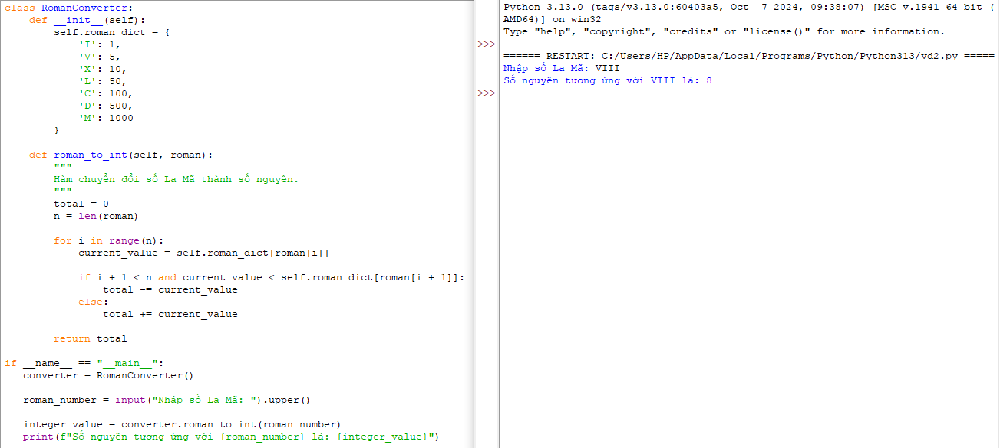 class RomanConverter:
    def __init__(self):
        self.roman_dict = {
            'I': 1,
            'V': 5,
            'X': 10,
            'L': 50,
            'C': 100,
            'D': 500,
            'M': 1000
        }
    def roman_to_int(self, roman):
        """
        Hàm chuyển đổi số La Mã thành số nguyên.
        """
        total = 0
        n = len(roman)
        for i in range(n):
            current_value = self.roman_dict[roman[i]]
            if i + 1 < n and current_value < self.roman_dict[roman[i + 1]]:
                total -= current_value
            else:
                total += current_value
        return total
if __name__ == "__main__":
   converter = RomanConverter()
   roman_number = input("Nhập số La Mã: ").upper()
   integer_value = converter.roman_to_int(roman_number)
   print(f"Số nguyên tương ứng với {roman_number} là: {integer_value}")
Python 3.13.0 (tags/v3.13.0:60403a5, Oct  7 2024, 09:38:07) [MSC v.1941 64 bit (
AMD64)] on win32
Type "help", "copyright", "credits" or "license()" for more information.
>>>
====== RESTART: C:/Users/HP/AppData/Local/Programs/Python/Python313/vd2.py =====
Nhập số La Mã: VIII
Số nguyên tương ứng với VIII là: 8
>>>